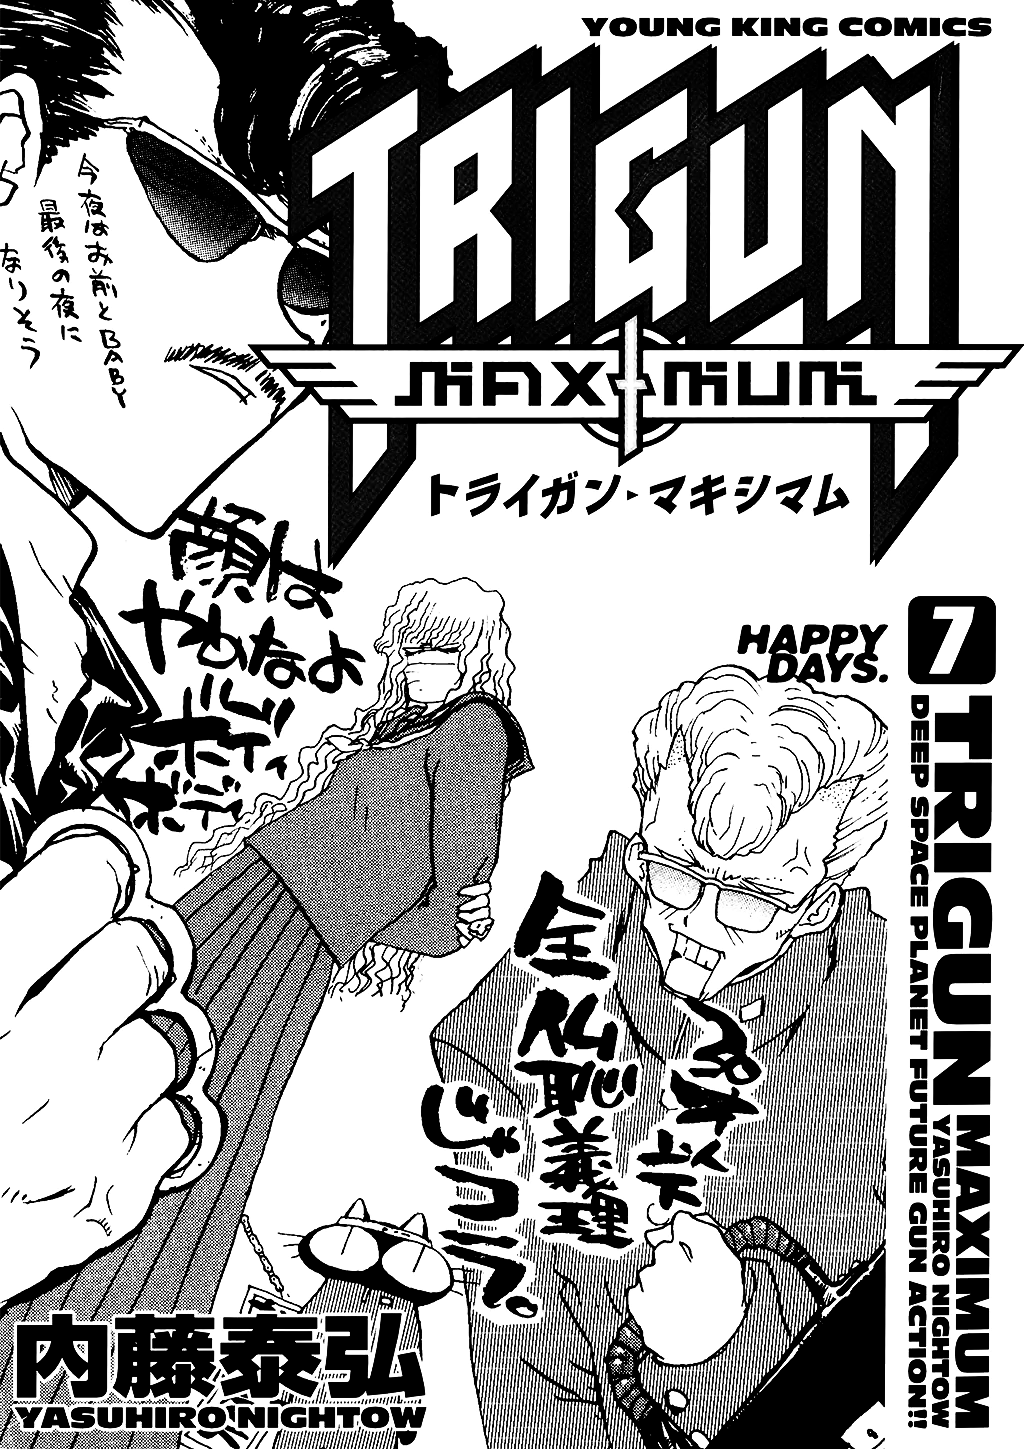 YOUNG KING COMICS
TRIGUN
MAXIMUM
トライガン・マキシマム
今夜はお前とBABY
最後の夜に
なりそう
顔は
やめなよ
ボディ
ボディ
HAPPY
DAYS.
7
TRIGUN MAXIMUM
DEEP SPACE PLANET FUTURE GUN ACTION!!
YASUHIRO NIGHTOW
全仏恥義理
じゃコラ。
内藤泰弘
YASUHIRO NIGHTOW